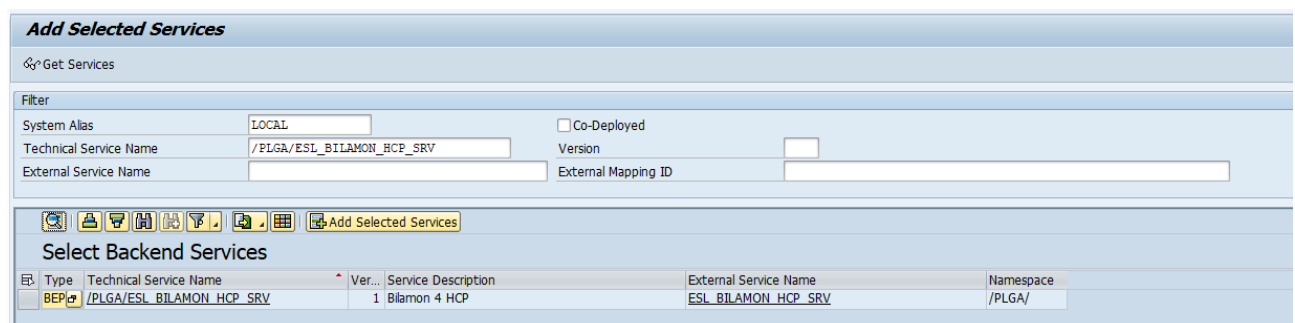 Add Selected Services
Get Services
Filter
System Alias LOCAL Co-Deployed
Technical Service Name /PLGA/ESL_BILAMON_HCP_SRV Version
External Service Name External Mapping ID
Add Selected Services
Select Backend Services
Type Technical Service Name Ver... Service Description External Service Name Namespace
BEP /PLGA/ESL_BILAMON_HCP_SRV 1 Bilamon 4 HCP ESL_BILAMON_HCP_SRV /PLGA/